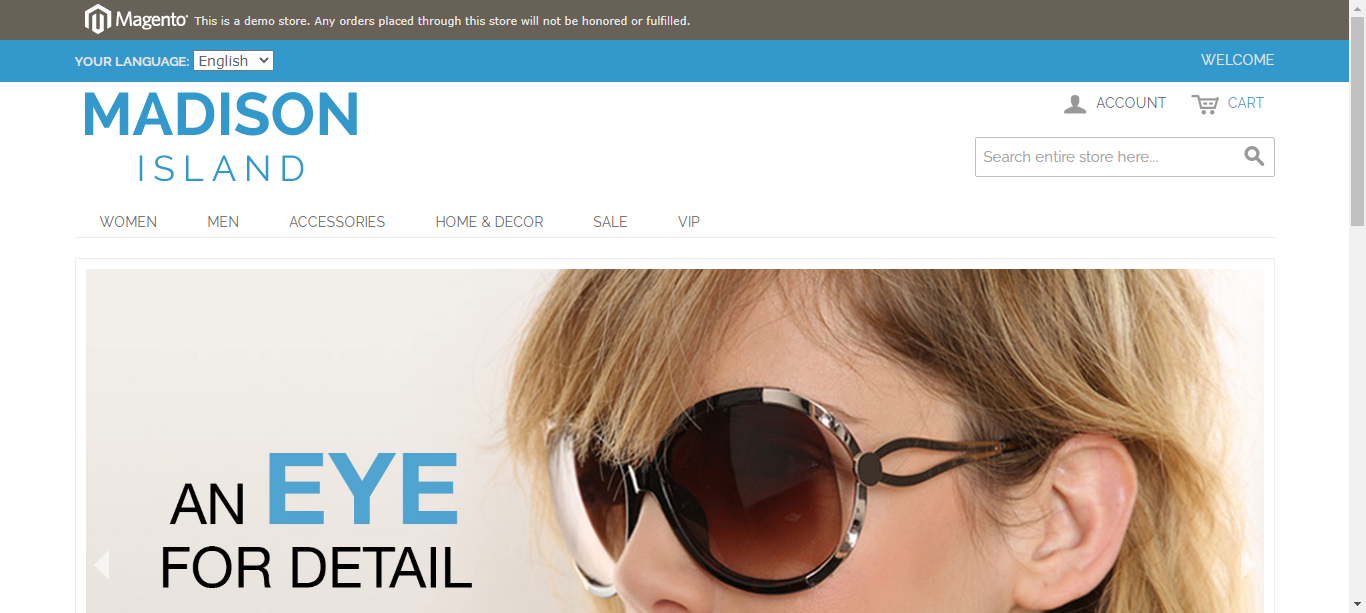 Magento This is a demo store. Any orders placed through this store will not be honored or fulfilled.
YOUR LANGUAGE: English WELCOME
MADISON
ISLAND
ACCOUNT CART
Search entire store here...
WOMEN MEN ACCESSORIES HOME & DECOR SALE VIP
AN EYE
FOR DETAIL